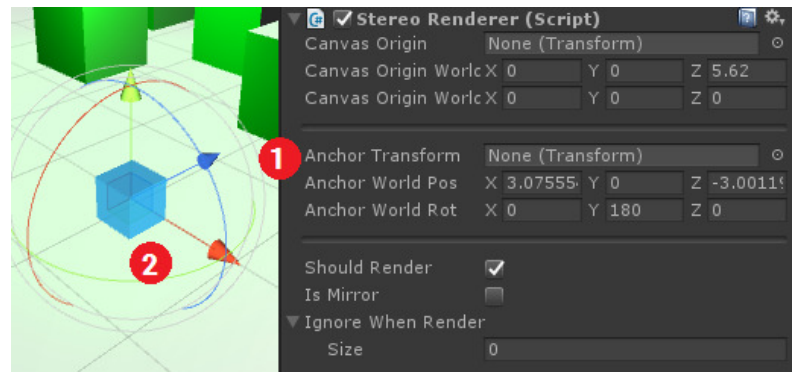 Stereo Renderer (Script)
Canvas Origin None (Transform)
Canvas Origin Worlc X 0 Y 0 Z 5.62
Canvas Origin Worlc X 0 Y 0 Z 0
1 Anchor Transform None (Transform)
Anchor World Pos X 3.07555 Y 0 Z -3.00119
Anchor World Rot X 0 Y 180 Z 0
2
Should Render
Is Mirror
Ignore When Render
Size 0